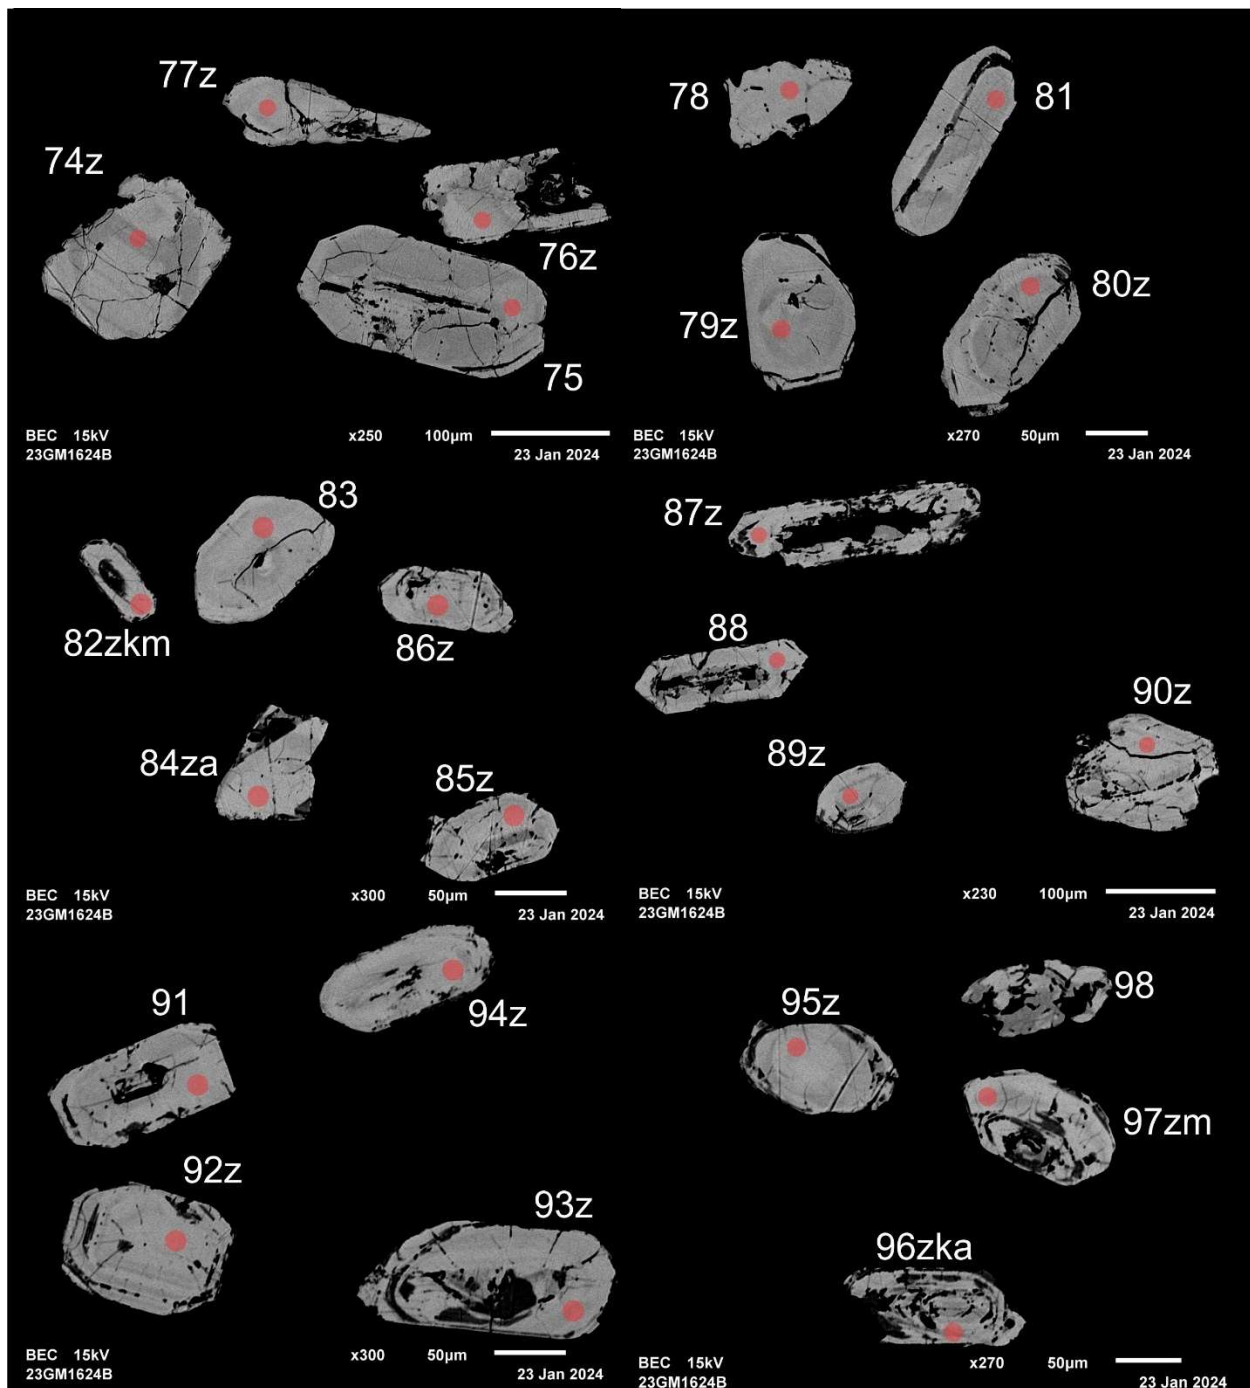 77z
74z
76z
75
BEC 15kV x250 100µm
23GM1624B 23 Jan 2024
78
81
80z
79z
BEC 15kV x270 50µm
23GM1624B 23 Jan 2024
83
82zkm
86z
84za
85z
BEC 15kV x300 50µm
23GM1624B 23 Jan 2024
87z
88
90z
89z
BEC 15kV x230 100µm
23GM1624B 23 Jan 2024
91
94z
92z
93z
BEC 15kV x300 50µm
23GM1624B 23 Jan 2024
98
95z
97zm
96zka
BEC 15kV x270 50µm
23GM1624B 23 Jan 2024